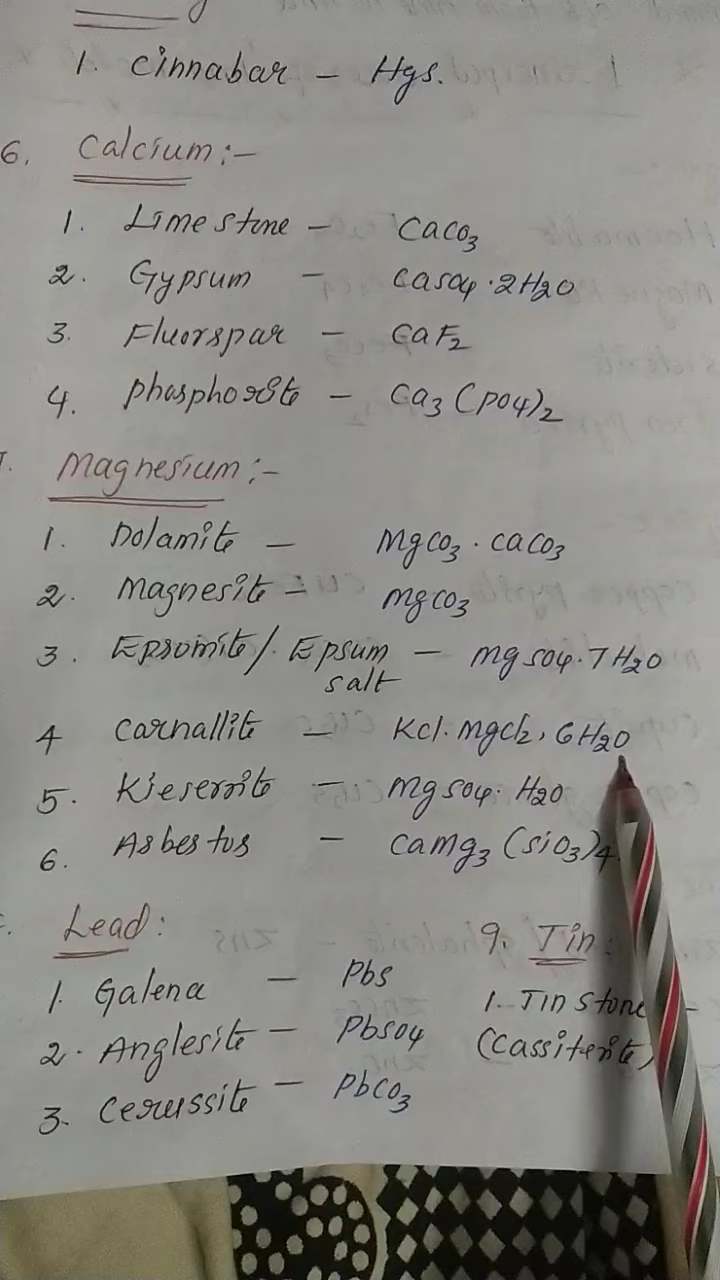 1. Cinnabar – Hgs.
6. Calcium:–
1. Limestone – CaCO3
2. Gypsum – CaSO4·2H2O
3. Fluorspar – CaF2
4. Phosphorite – Ca3(PO4)2
Magnesium:–
1. Dolamite – MgCO3·CaCO3
2. Magnesite – MgCO3
3. Epsomite/Epsum – MgSO4·7H2O
salt
4 Carnallite – KCl·MgCl2·6H2O
5. Kieserite – MgSO4·H2O
6. Asbestos – CaMg3(SiO3)4
Lead: 9. Tin:
1. Galena – PbS 1. Tin stone –
2. Anglesite – PbSO4 (Cassiterite)
3. Cerussite – PbCO3